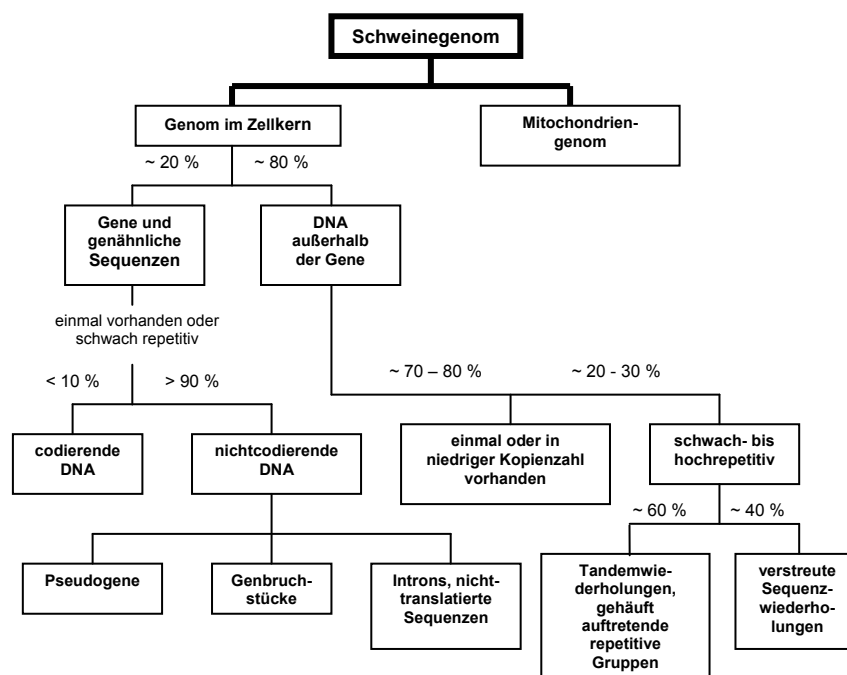 Schweinegenom
Genom im Zellkern
Mitochondrien-
genom
~ 20 %
~ 80 %
Gene und
genähnliche
Sequenzen
DNA
außerhalb
der Gene
einmal vorhanden oder
schwach repetitiv
< 10 %
> 90 %
~ 70 – 80 %
~ 20 - 30 %
codierende
DNA
nichtcodierende
DNA
einmal oder in
niedriger Kopienzahl
vorhanden
schwach- bis
hochrepetitiv
~ 60 %
~ 40 %
Pseudogene
Genbruch-
stücke
Introns, nicht-
translatierte
Sequenzen
Tandemwie-
derholungen,
gehäuft
auftretende
repetitive
Gruppen
verstreute
Sequenz-
wiederho-
lungen